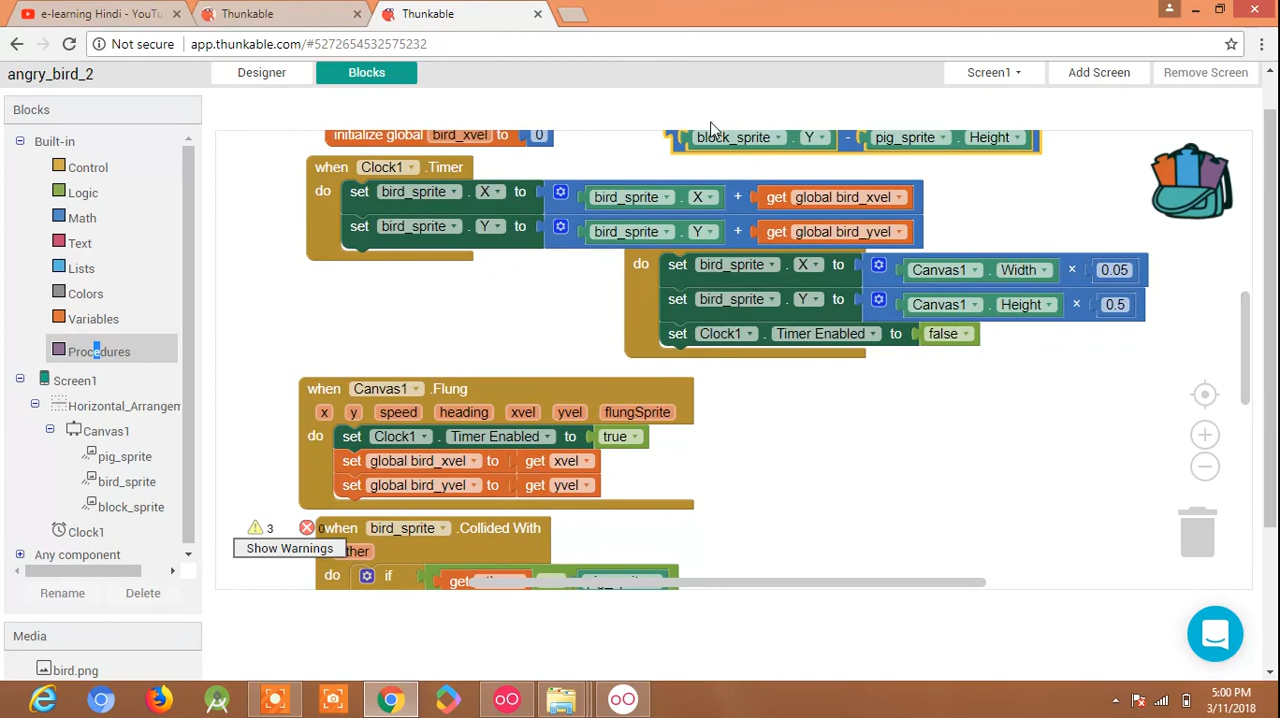 e-learning Hindi - YouTu
Thunkable
Thunkable
Not secure
app.thunkable.com/#5272654532575232
angry_bird_2
Designer
Blocks
Screen1
Add Screen
Remove Screen
Blocks
Built-in
Control
Logic
Math
Text
Lists
Colors
Variables
Procedures
Screen1
Horizontal_Arrangem
Canvas1
pig_sprite
bird_sprite
block_sprite
Clock1
Any component
Rename
Delete
Media
bird.png
initialize global bird_xvel to 0
block_sprite . Y - pig_sprite . Height
when Clock1 .Timer
do set bird_sprite . X to bird_sprite . X + get global bird_xvel
set bird_sprite . Y to bird_sprite . Y + get global bird_yvel
do set bird_sprite . X to Canvas1 . Width × 0.05
set bird_sprite . Y to Canvas1 . Height × 0.5
set Clock1 . Timer Enabled to false
when Canvas1 .Flung
x y speed heading xvel yvel flungSprite
do set Clock1 . Timer Enabled to true
set global bird_xvel to get xvel
set global bird_yvel to get yvel
3 0 when bird_sprite .Collided With
Show Warnings ther
do if get
5:00 PM
3/11/2018